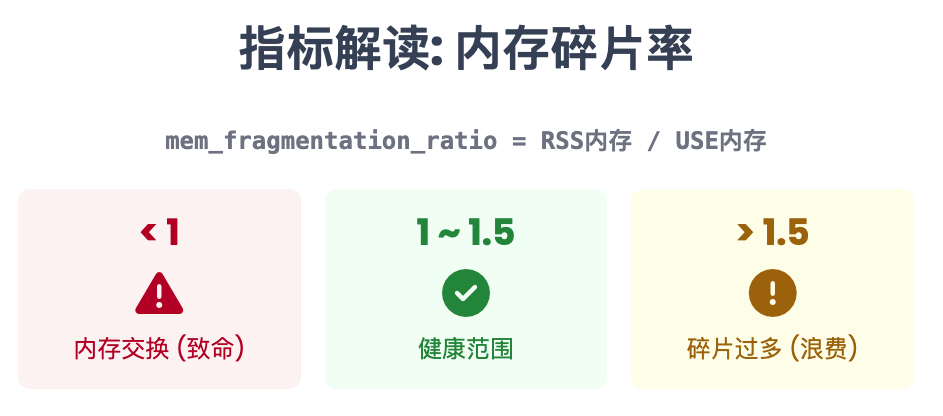 指标解读: 内存碎片率
mem_fragmentation_ratio = RSS内存 / USE内存
< 1
内存交换 (致命)
1 ~ 1.5
健康范围
> 1.5
碎片过多 (浪费)